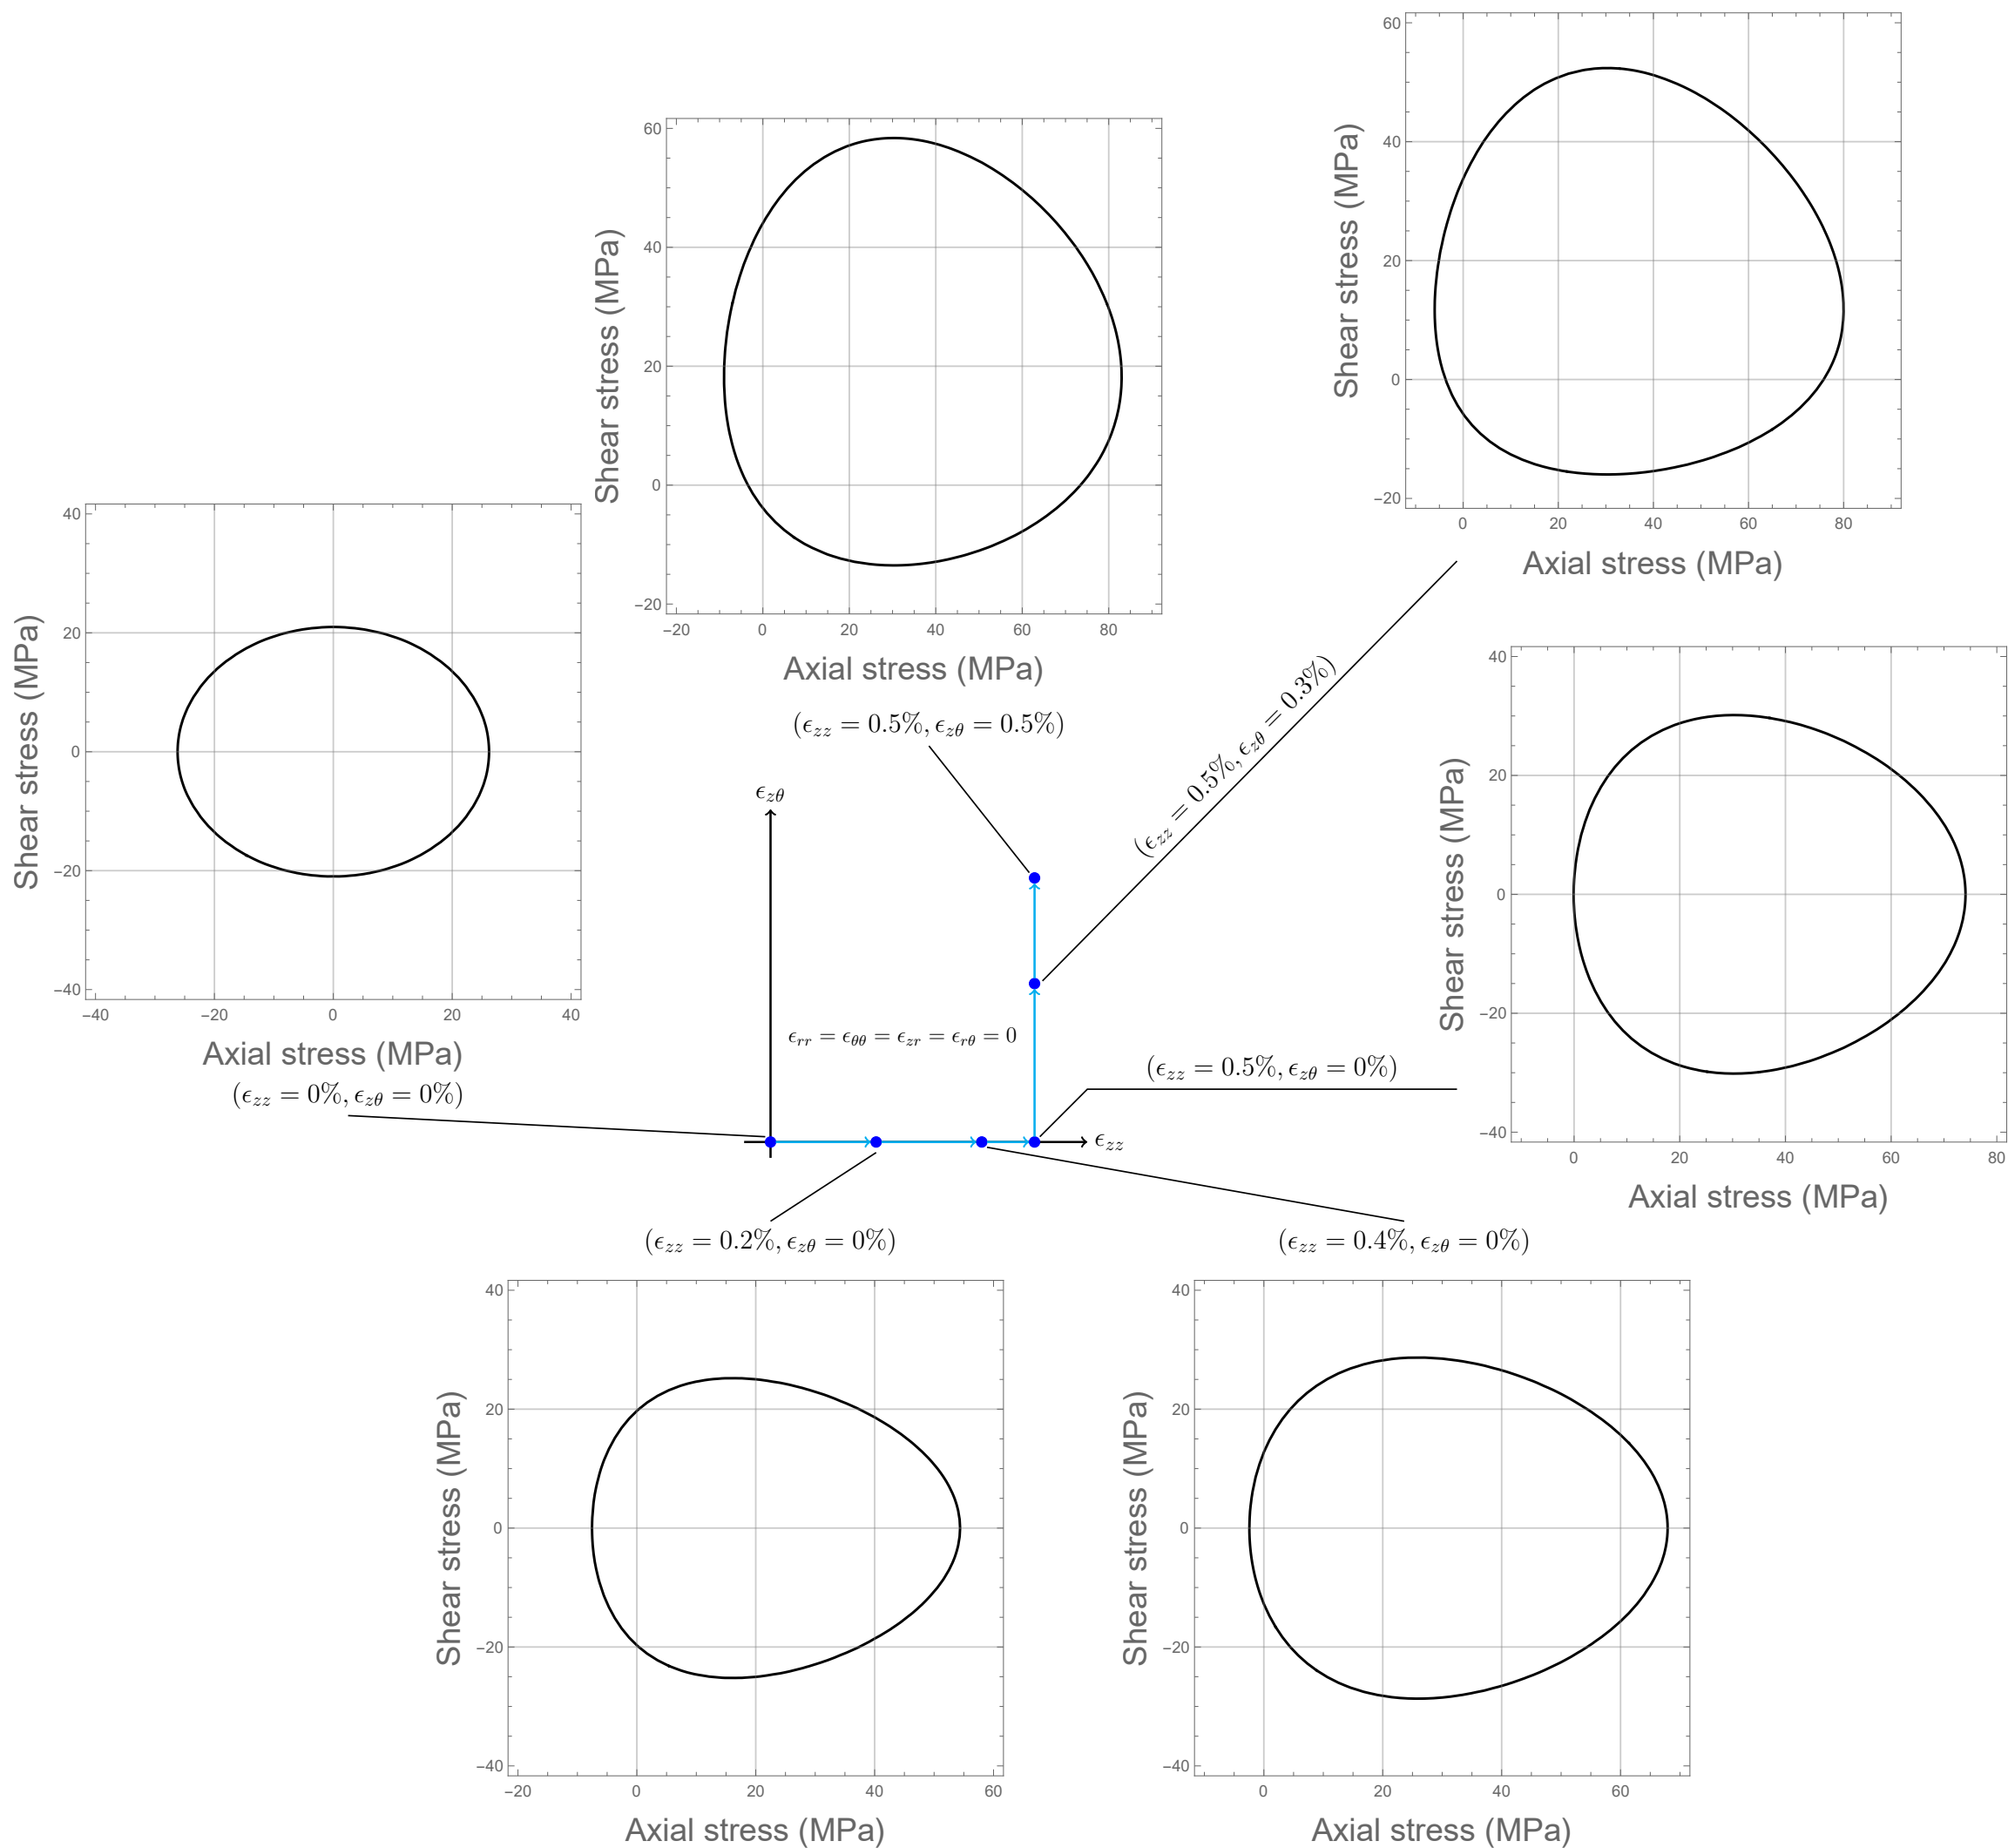 60
40
20
0
−20
0
20
40
60
80
Shear stress (MPa)
Axial stress (MPa)
60
40
20
0
−20
−20
0
20
40
60
80
Shear stress (MPa)
Axial stress (MPa)
40
20
0
−20
−40
−40
−20
0
20
40
Shear stress (MPa)
Axial stress (MPa)
40
20
0
−20
−40
0
20
40
60
80
Shear stress (MPa)
Axial stress (MPa)
(ϵzz = 0.5%, ϵzθ = 0.5%)
(ϵzz = 0.5%, ϵzθ = 0.3%)
ϵzθ
ϵrr = ϵθθ = ϵzr = ϵrθ = 0
(ϵzz = 0.5%, ϵzθ = 0%)
(ϵzz = 0%, ϵzθ = 0%)
ϵzz
(ϵzz = 0.2%, ϵzθ = 0%)
(ϵzz = 0.4%, ϵzθ = 0%)
40
20
0
−20
−40
−20
0
20
40
60
Shear stress (MPa)
Axial stress (MPa)
40
20
0
−20
−40
0
20
40
60
Shear stress (MPa)
Axial stress (MPa)